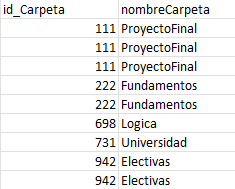 id_Carpeta nombreCarpeta
111 ProyectoFinal
111 ProyectoFinal
111 ProyectoFinal
222 Fundamentos
222 Fundamentos
698 Logica
731 Universidad
942 Electivas
942 Electivas